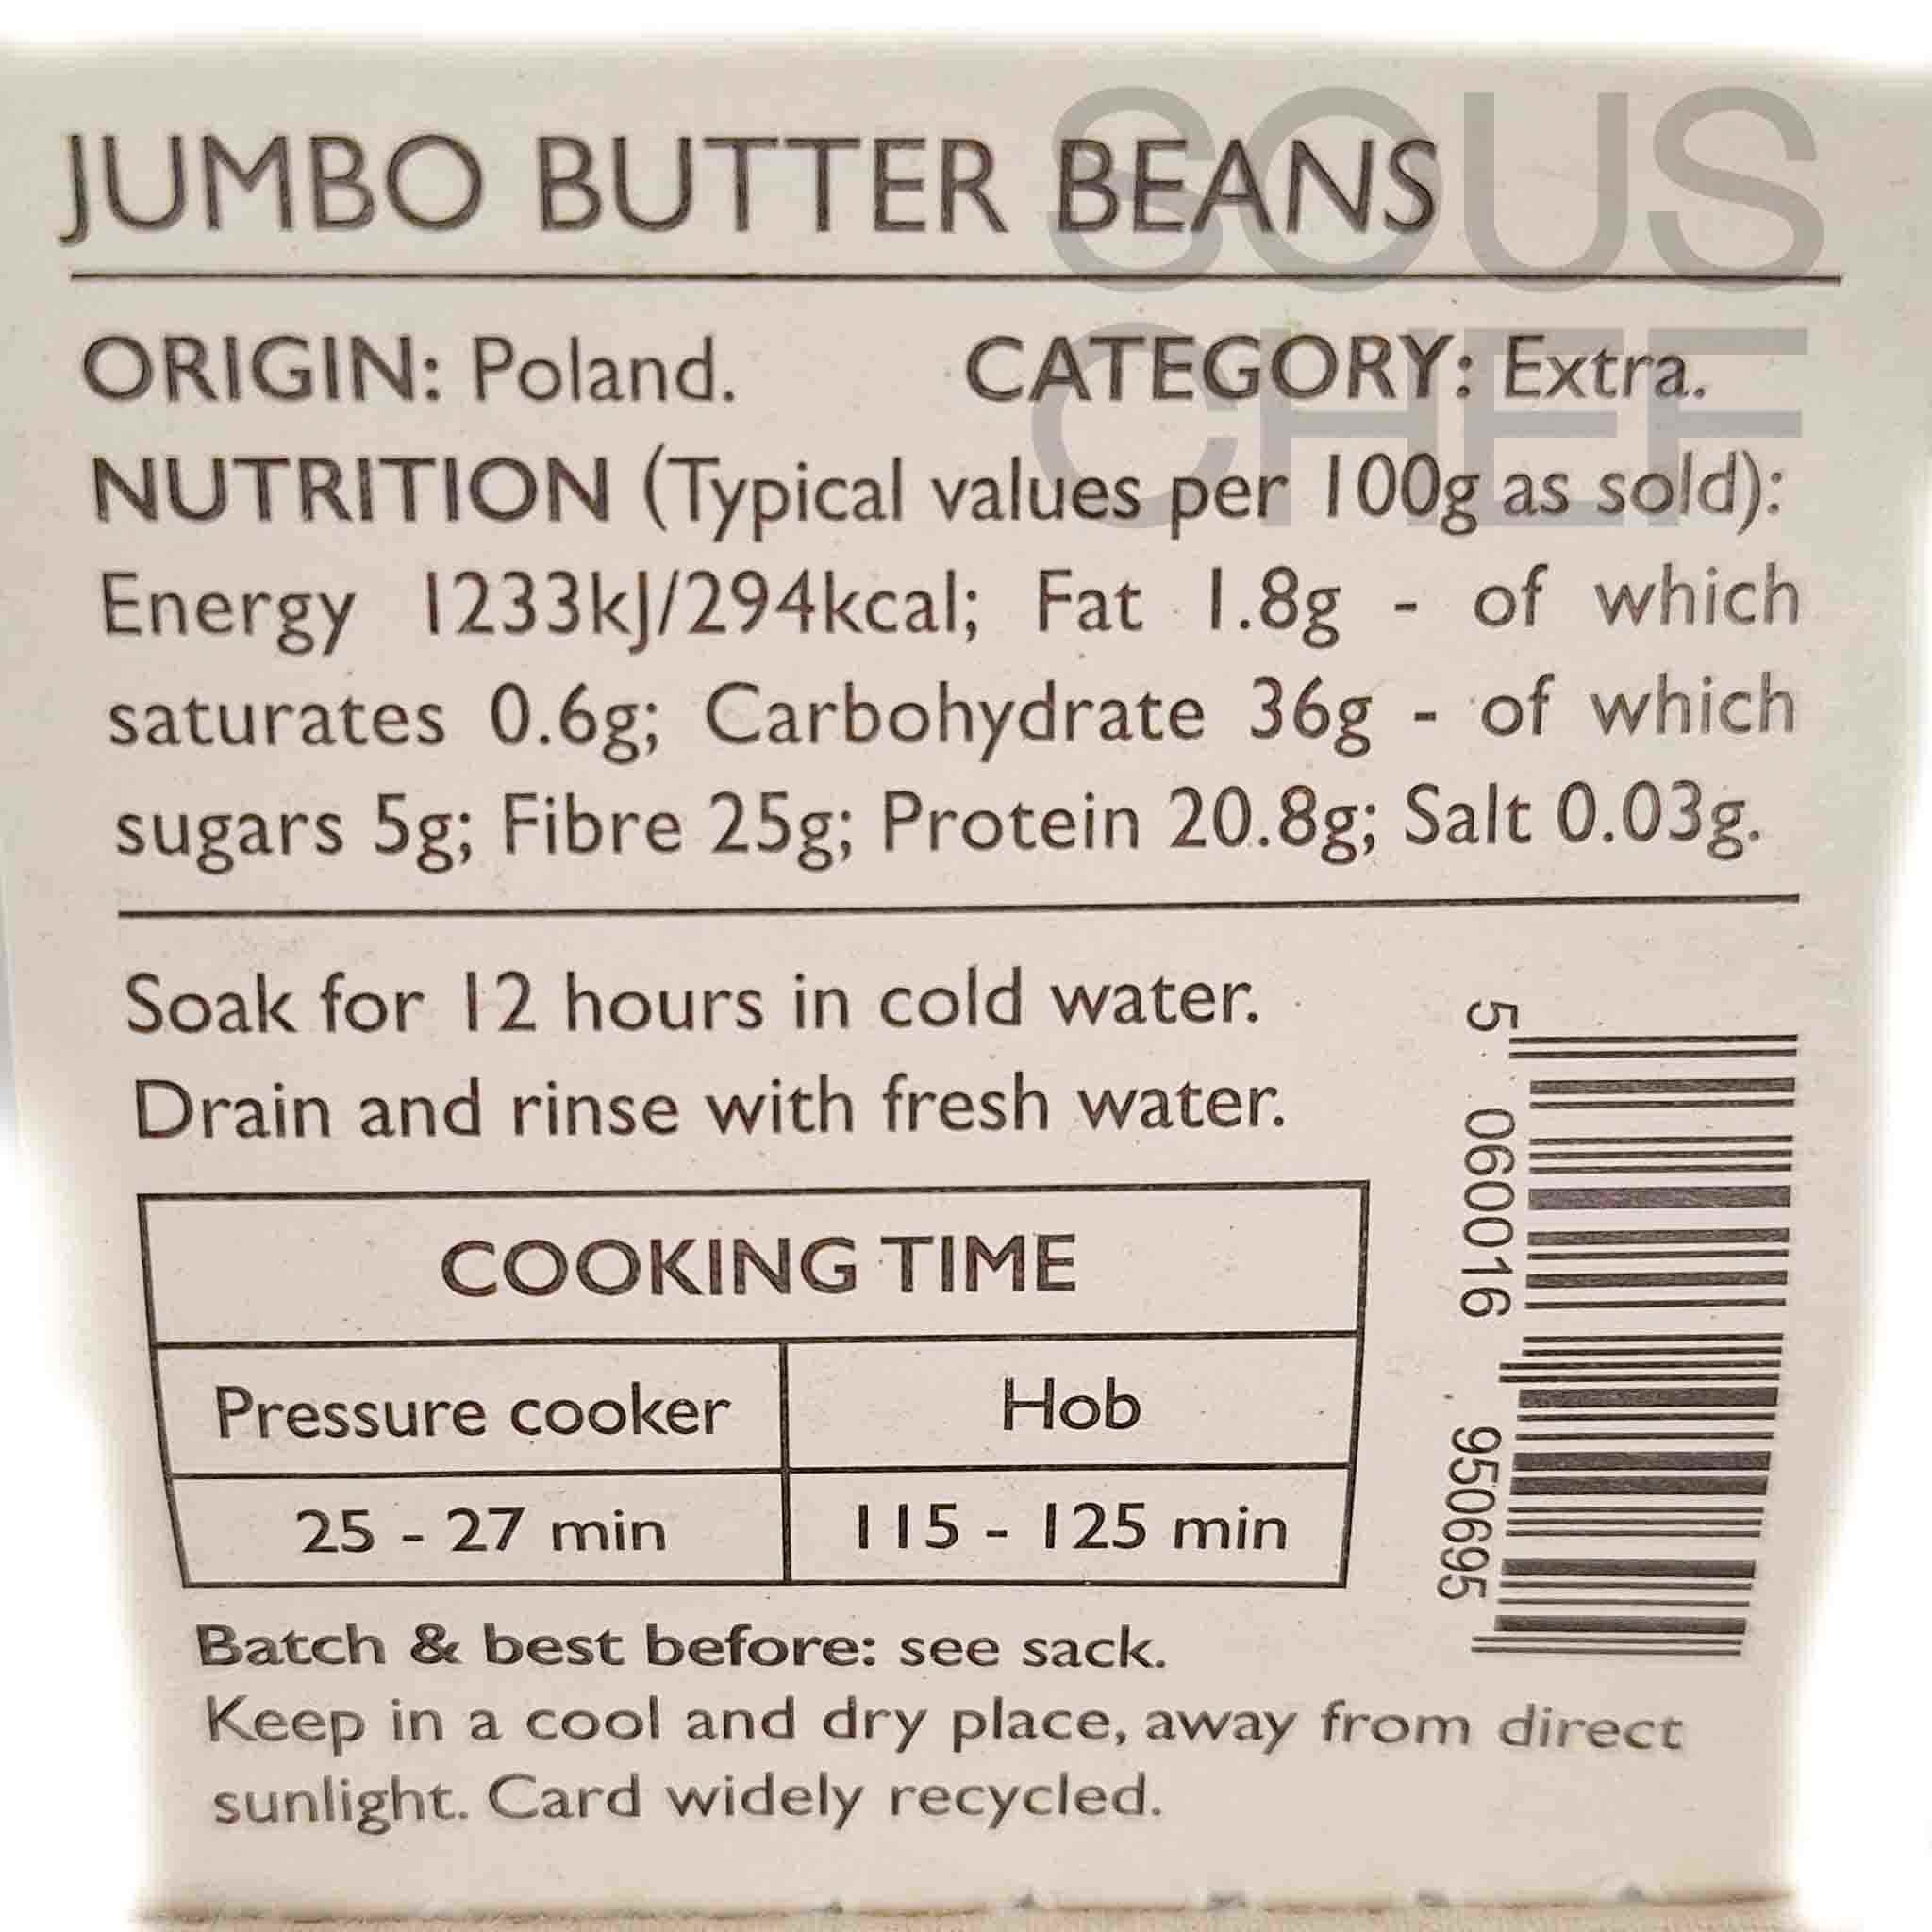 SOUS
CHEF
JUMBO BUTTER BEANS
ORIGIN: Poland. CATEGORY: Extra.
NUTRITION (Typical values per 100g as sold):
Energy 1233kJ/294kcal; Fat 1.8g - of which
saturates 0.6g; Carbohydrate 36g - of which
sugars 5g; Fibre 25g; Protein 20.8g; Salt 0.03g.
Soak for 12 hours in cold water.
Drain and rinse with fresh water.
COOKING TIME
Pressure cooker Hob
25 - 27 min 115 - 125 min
5 060016 950695
Batch & best before: see sack.
Keep in a cool and dry place, away from direct
sunlight. Card widely recycled.